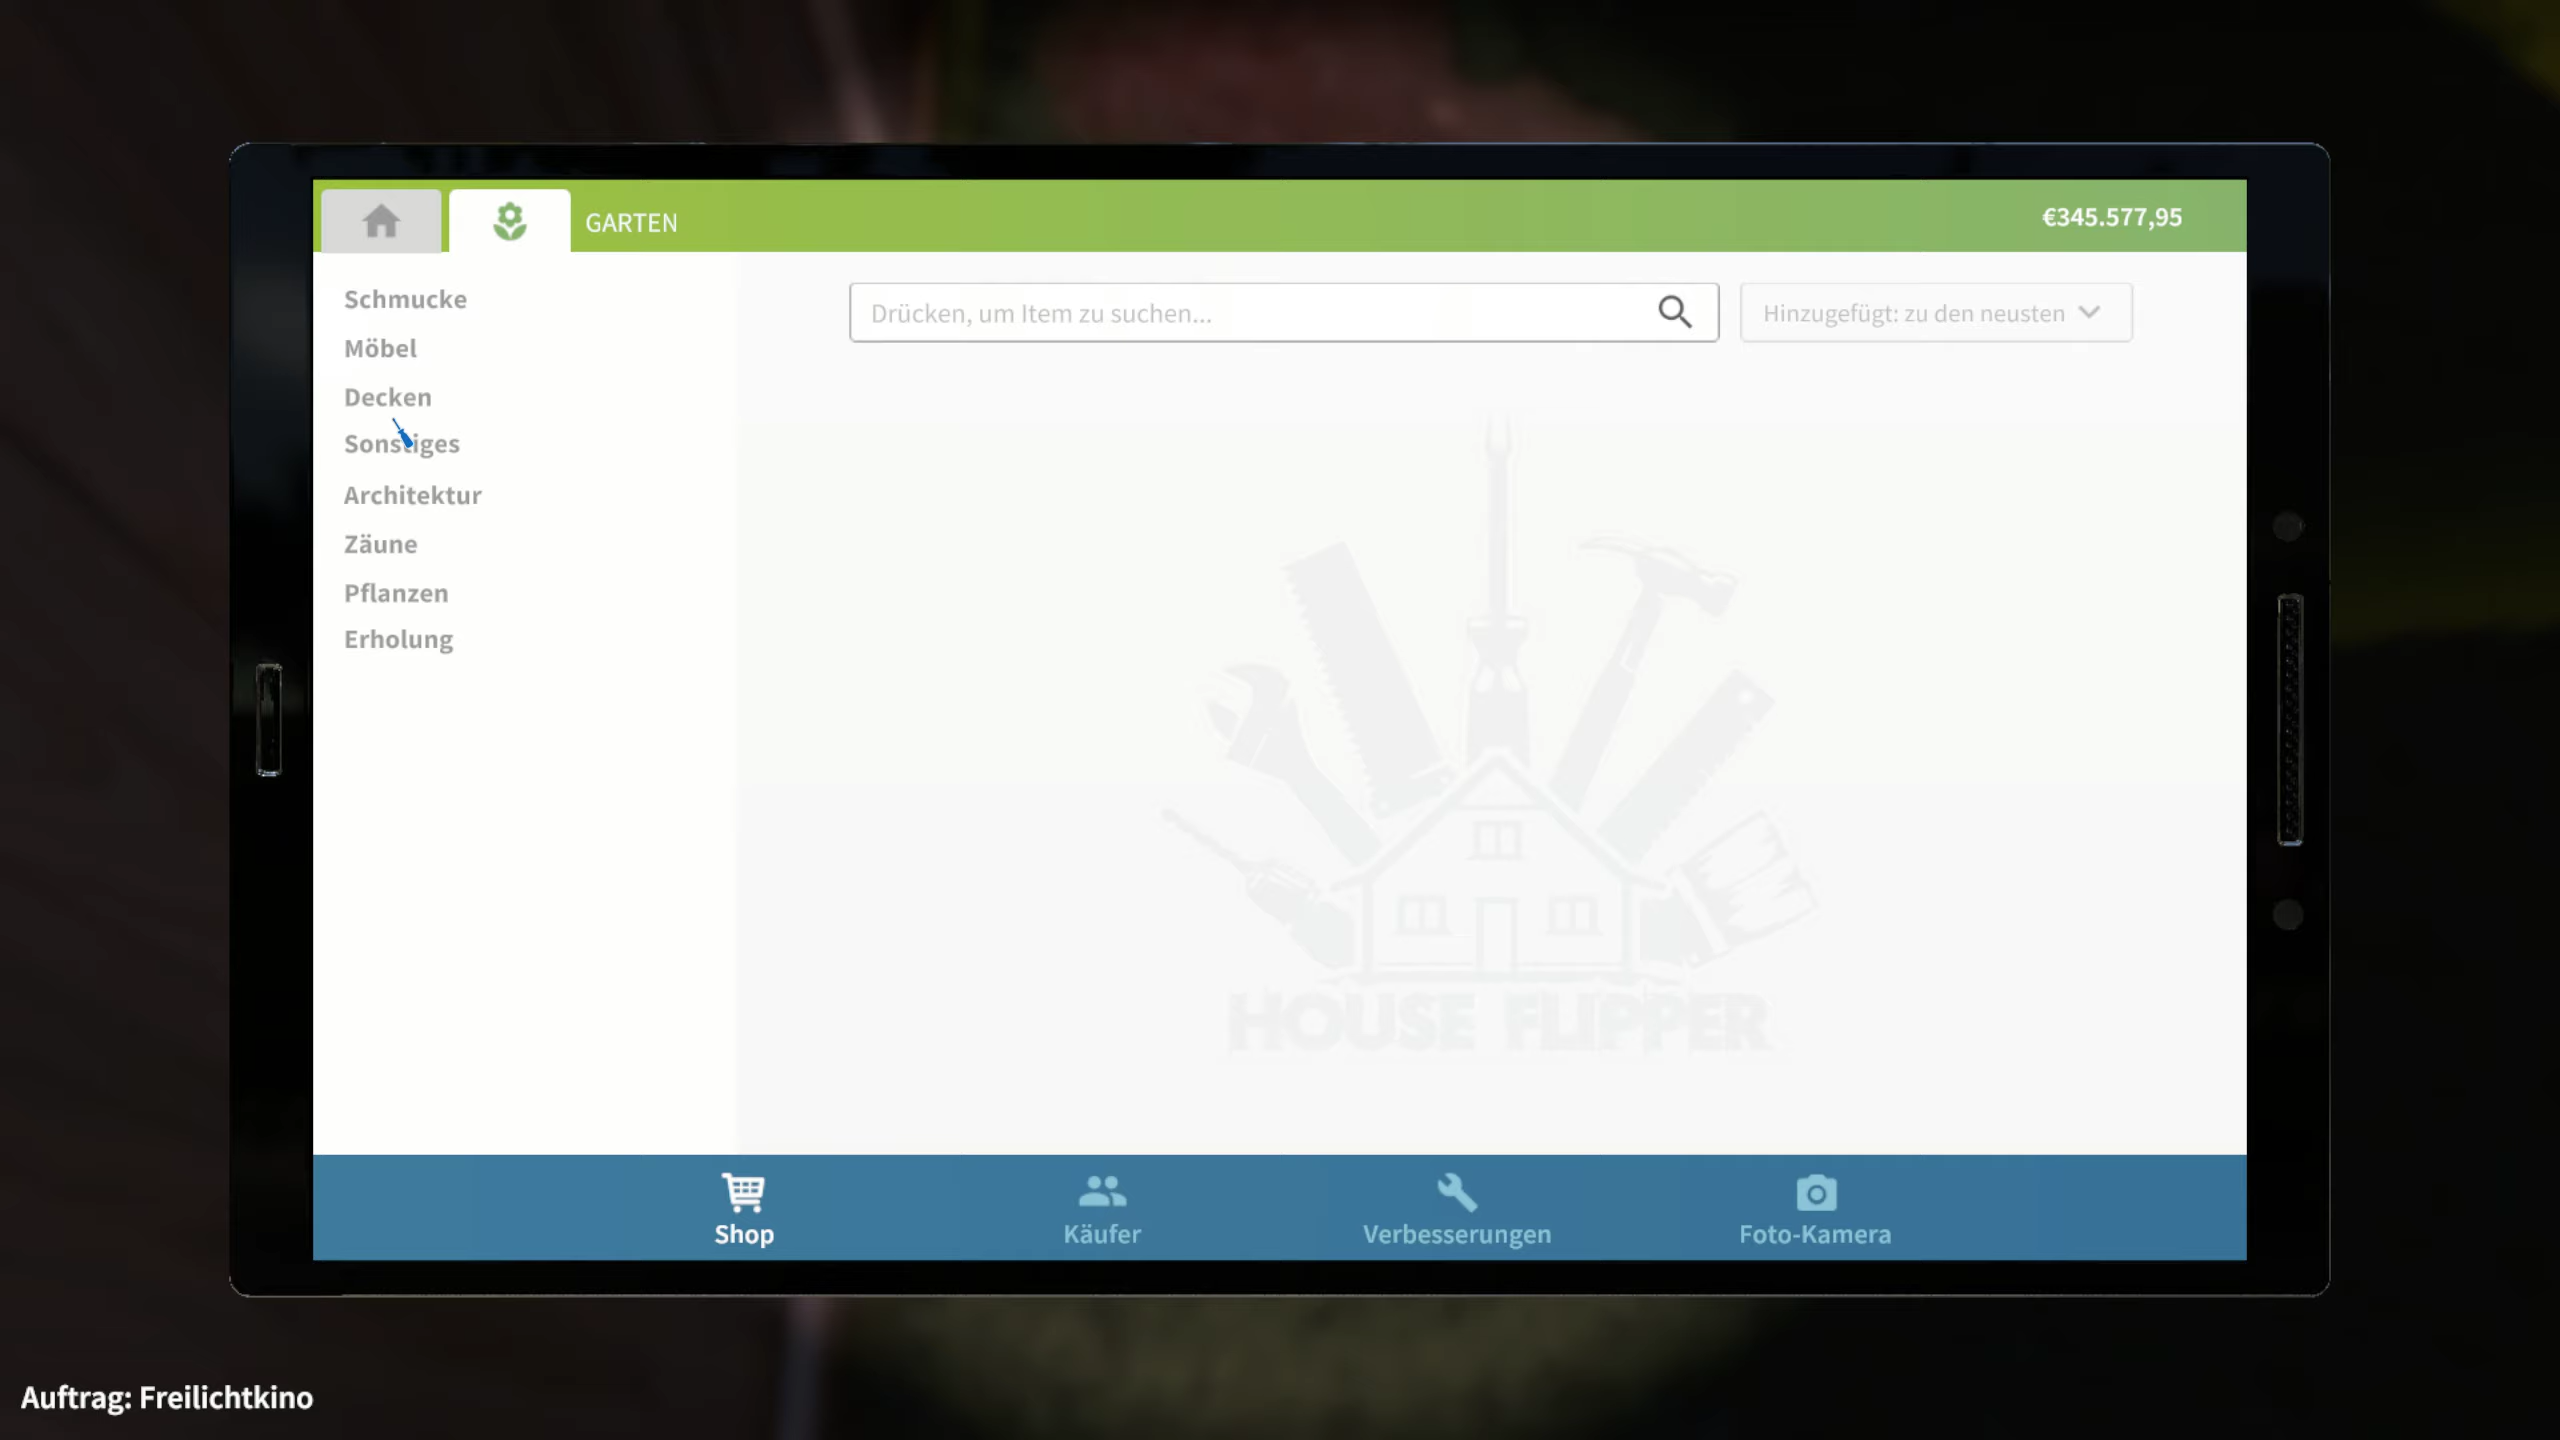 GARTEN
€345.577,95
Schmucke
Möbel
Decken
Sonstiges
Architektur
Zäune
Pflanzen
Erholung
Drücken, um Item zu suchen...
Hinzugefügt: zu den neusten
HOUSE FLIPPER
Shop
Käufer
Verbesserungen
Foto-Kamera
Auftrag: Freilichtkino